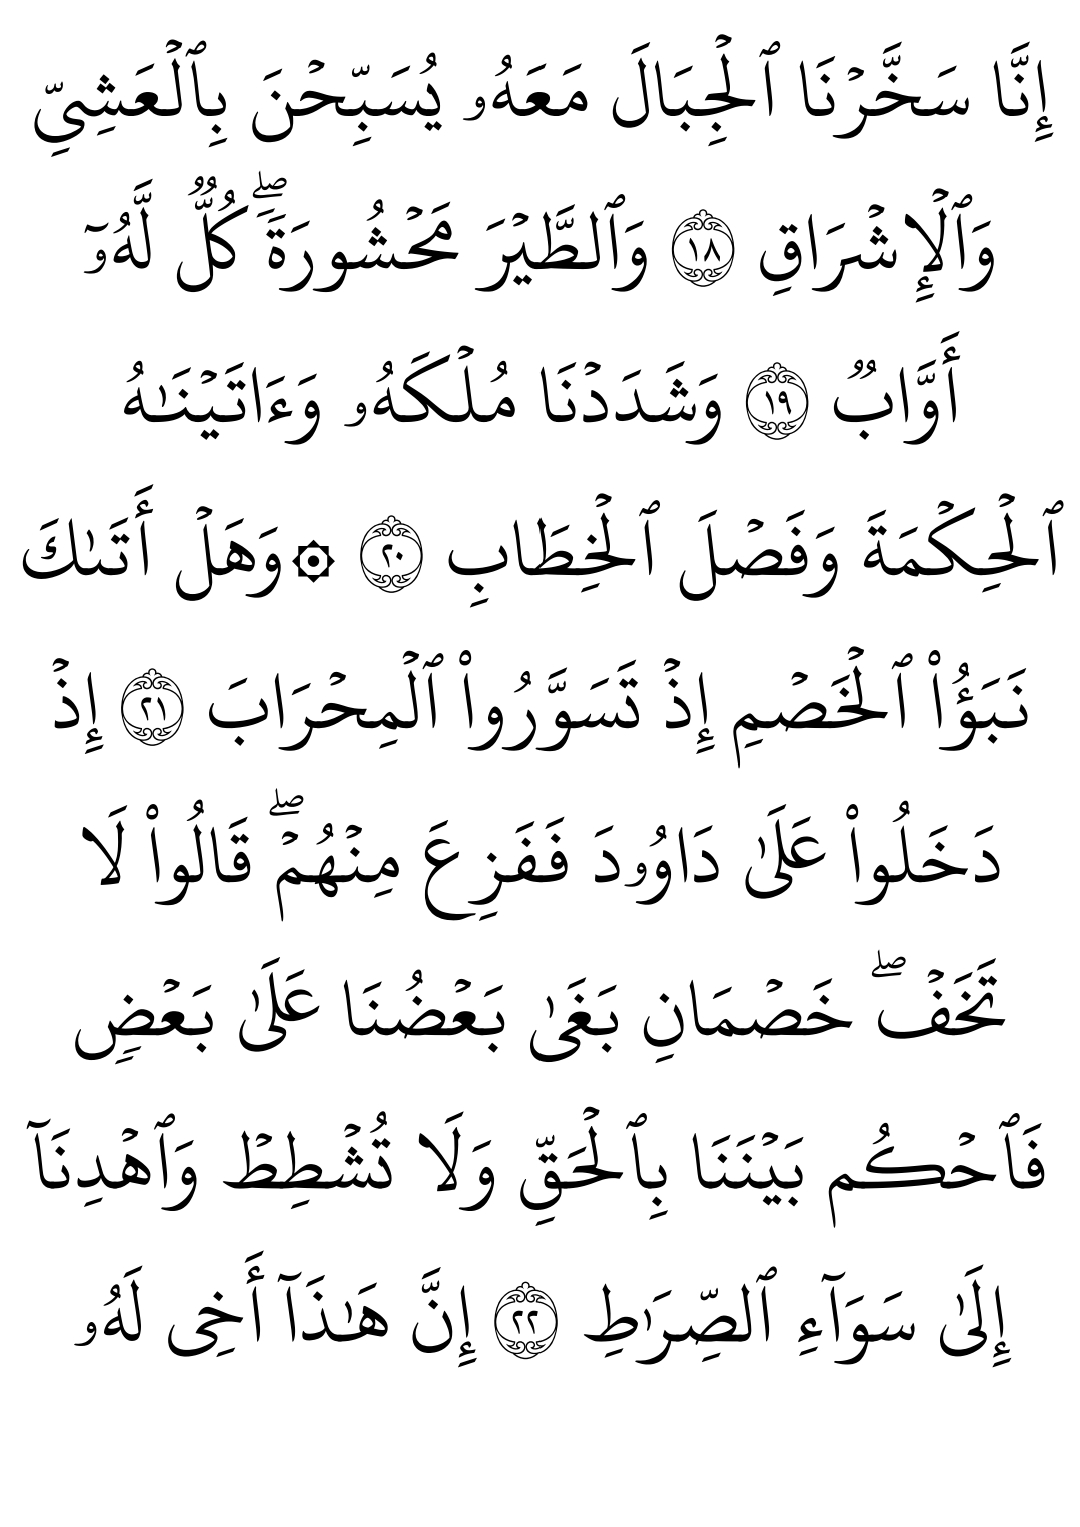 إِنَّا سَخَّرْنَا ٱلْجِبَالَ مَعَهُۥ يُسَبِّحْنَ بِٱلْعَشِىِّ
وَٱلْإِشْرَاقِ ١٨ وَٱلطَّيْرَ مَحْشُورَةَۖ كُلٌّ لَّهُۥٓ
أَوَّابٌ ١٩ وَشَدَدْنَا مُلْكَهُۥ وَءَاتَيْنَـٰهُ
ٱلْحِكْمَةَ وَفَصْلَ ٱلْخِطَابِ ٢٠ ۞وَهَلْ أَتَىٰكَ
نَبَؤُا۟ ٱلْخَصْمِ إِذْ تَسَوَّرُوا۟ ٱلْمِحْرَابَ ٢١ إِذْ
دَخَلُوا۟ عَلَىٰ دَاوُۥدَ فَفَزِعَ مِنْهُمْۖ قَالُوا۟ لَا
تَخَفْۖ خَصْمَانِ بَغَىٰ بَعْضُنَا عَلَىٰ بَعْضٍ
فَٱحْكُم بَيْنَنَا بِٱلْحَقِّ وَلَا تُشْطِطْ وَٱهْدِنَآ
إِلَىٰ سَوَآءِ ٱلصِّرَٰطِ ٢٢ إِنَّ هَـٰذَآ أَخِى لَهُۥ